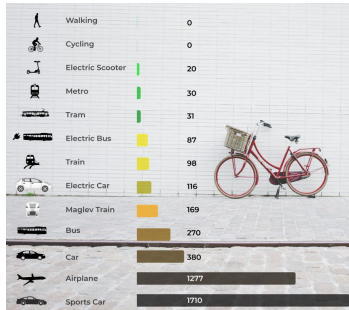 Walking 0
Cycling 0
Electric Scooter 20
Metro 30
Tram 31
Electric Bus 87
Train 98
Electric Car 116
Maglev Train 169
Bus 270
Car 380
Airplane 1277
Sports Car 1710